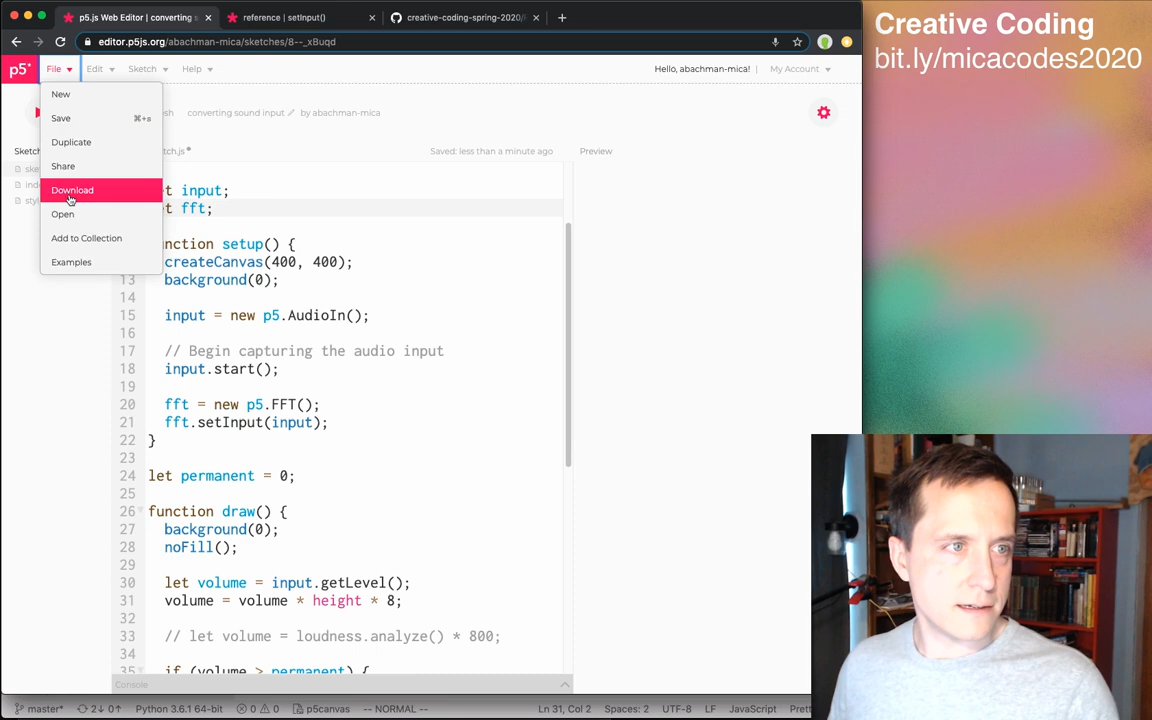 p5.js Web Editor | converting s
reference | setInput()
creative-coding-spring-2020/
Creative Coding
bit.ly/micacodes2020
editor.p5js.org/abachman-mica/sketches/8--_xBuqd
p5*
File
Edit
Sketch
Help
Hello, abachman-mica! |
My Account
New
Save ⌘+s
Duplicate
Share
Download
Open
Add to Collection
Examples
converting sound input
by abachman-mica
Saved: less than a minute ago
Preview
t input;
t fft;
nction setup() {
createCanvas(400, 400);
13 background(0);
14
15 input = new p5.AudioIn();
16
17 // Begin capturing the audio input
18 input.start();
19
20 fft = new p5.FFT();
21 fft.setInput(input);
22 }
23
24 let permanent = 0;
25
26 function draw() {
27 background(0);
28 noFill();
29
30 let volume = input.getLevel();
31 volume = volume * height * 8;
32
33 // let volume = loudness.analyze() * 800;
34
35 if (volume > permanent) {
Console
master* 2↓ 0↑ Python 3.6.1 64-bit 0 0 p5canvus -- NORMAL -- Ln 31, Col 2 Spaces: 2 UTF-8 LF JavaScript